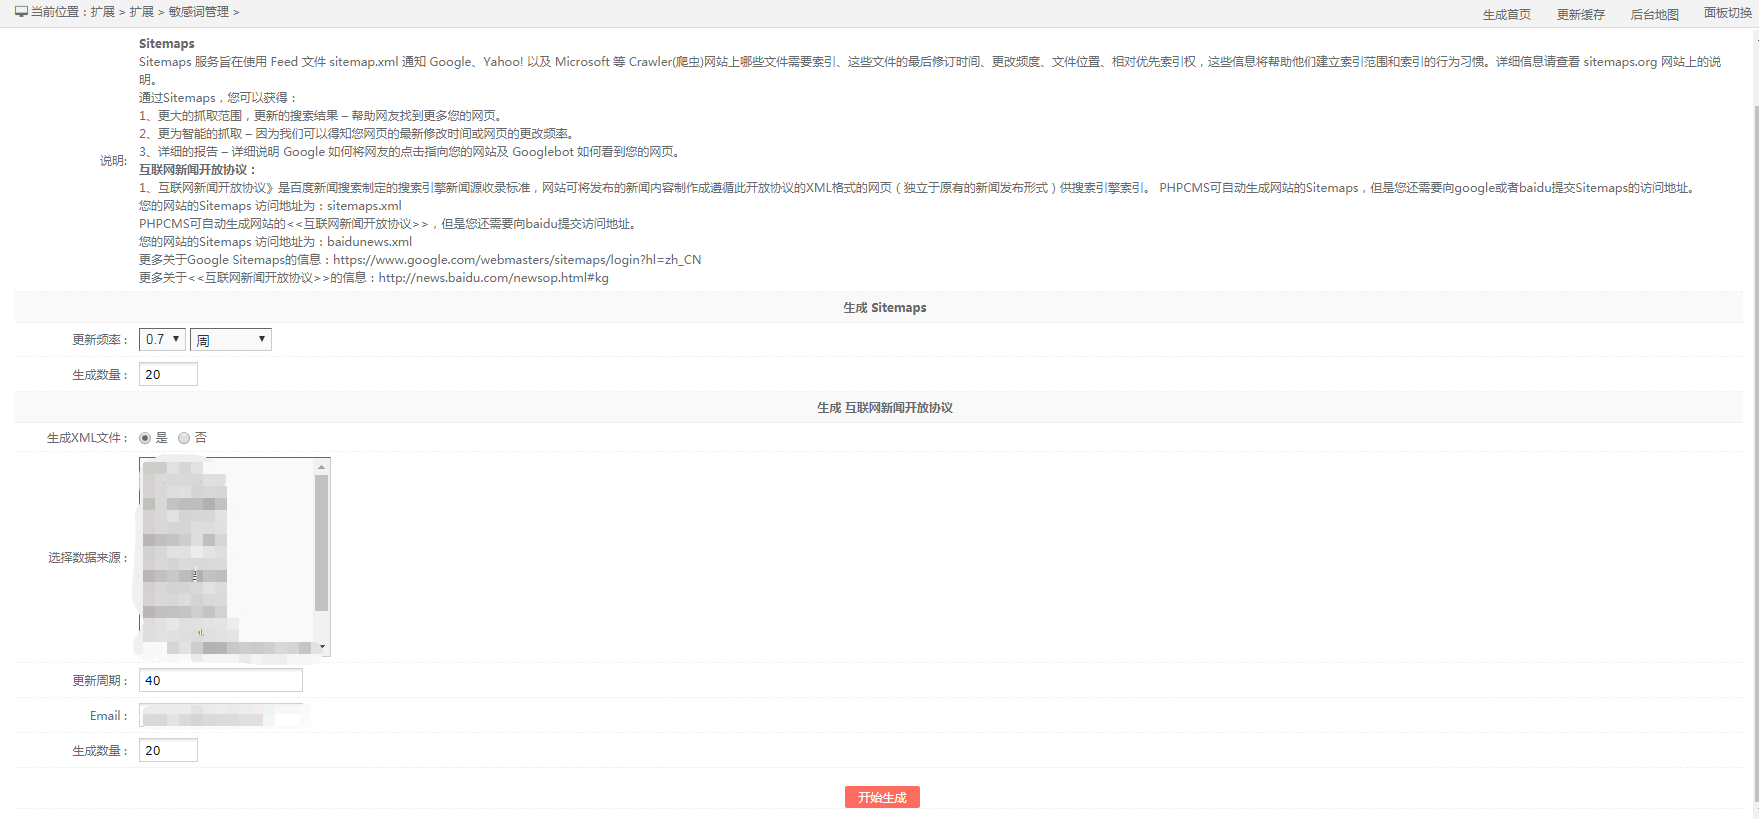 当前位置：扩展 > 扩展 > 敏感词管理 >
生成首页 更新缓存 后台地图 面板切换
说明:
Sitemaps
Sitemaps 服务旨在使用 Feed 文件 sitemap.xml 通知 Google、Yahoo! 以及 Microsoft 等 Crawler(爬虫)网站上哪些文件需要索引、这些文件的最后修订时间、更改频度、文件位置、相对优先索引权，这些信息将帮助他们建立索引范围和索引的行为习惯。详细信息请查看 sitemaps.org 网站上的说
明。
通过Sitemaps，您可以获得：
1、更大的抓取范围，更新的搜索结果 – 帮助网友找到更多您的网页。
2、更为智能的抓取 – 因为我们可以得知您网页的最新修改时间或网页的更改频率。
3、详细的报告 – 详细说明 Google 如何将网友的点击指向您的网站及 Googlebot 如何看到您的网页。
互联网新闻开放协议：
1、互联网新闻开放协议》是百度新闻搜索制定的搜索引擎新闻源收录标准，网站可将发布的新闻内容制作成遵循此开放协议的XML格式的网页（独立于原有的新闻发布形式）供搜索引擎索引。 PHPCMS可自动生成网站的Sitemaps，但是您还需要向google或者baidu提交Sitemaps的访问地址。
您的网站的Sitemaps 访问地址为：sitemaps.xml
PHPCMS可自动生成网站的<<互联网新闻开放协议>>，但是您还需要向baidu提交访问地址。
您的网站的Sitemaps 访问地址为：baidunews.xml
更多关于Google Sitemaps的信息：https://www.google.com/webmasters/sitemaps/login?hl=zh_CN
更多关于<<互联网新闻开放协议>>的信息：http://news.baidu.com/newsop.html#kg
生成 Sitemaps
更新频率： 0.7 周
生成数量： 20
生成 互联网新闻开放协议
生成XML文件： 是 否
选择数据来源：
更新周期： 40
Email：
生成数量： 20
开始生成